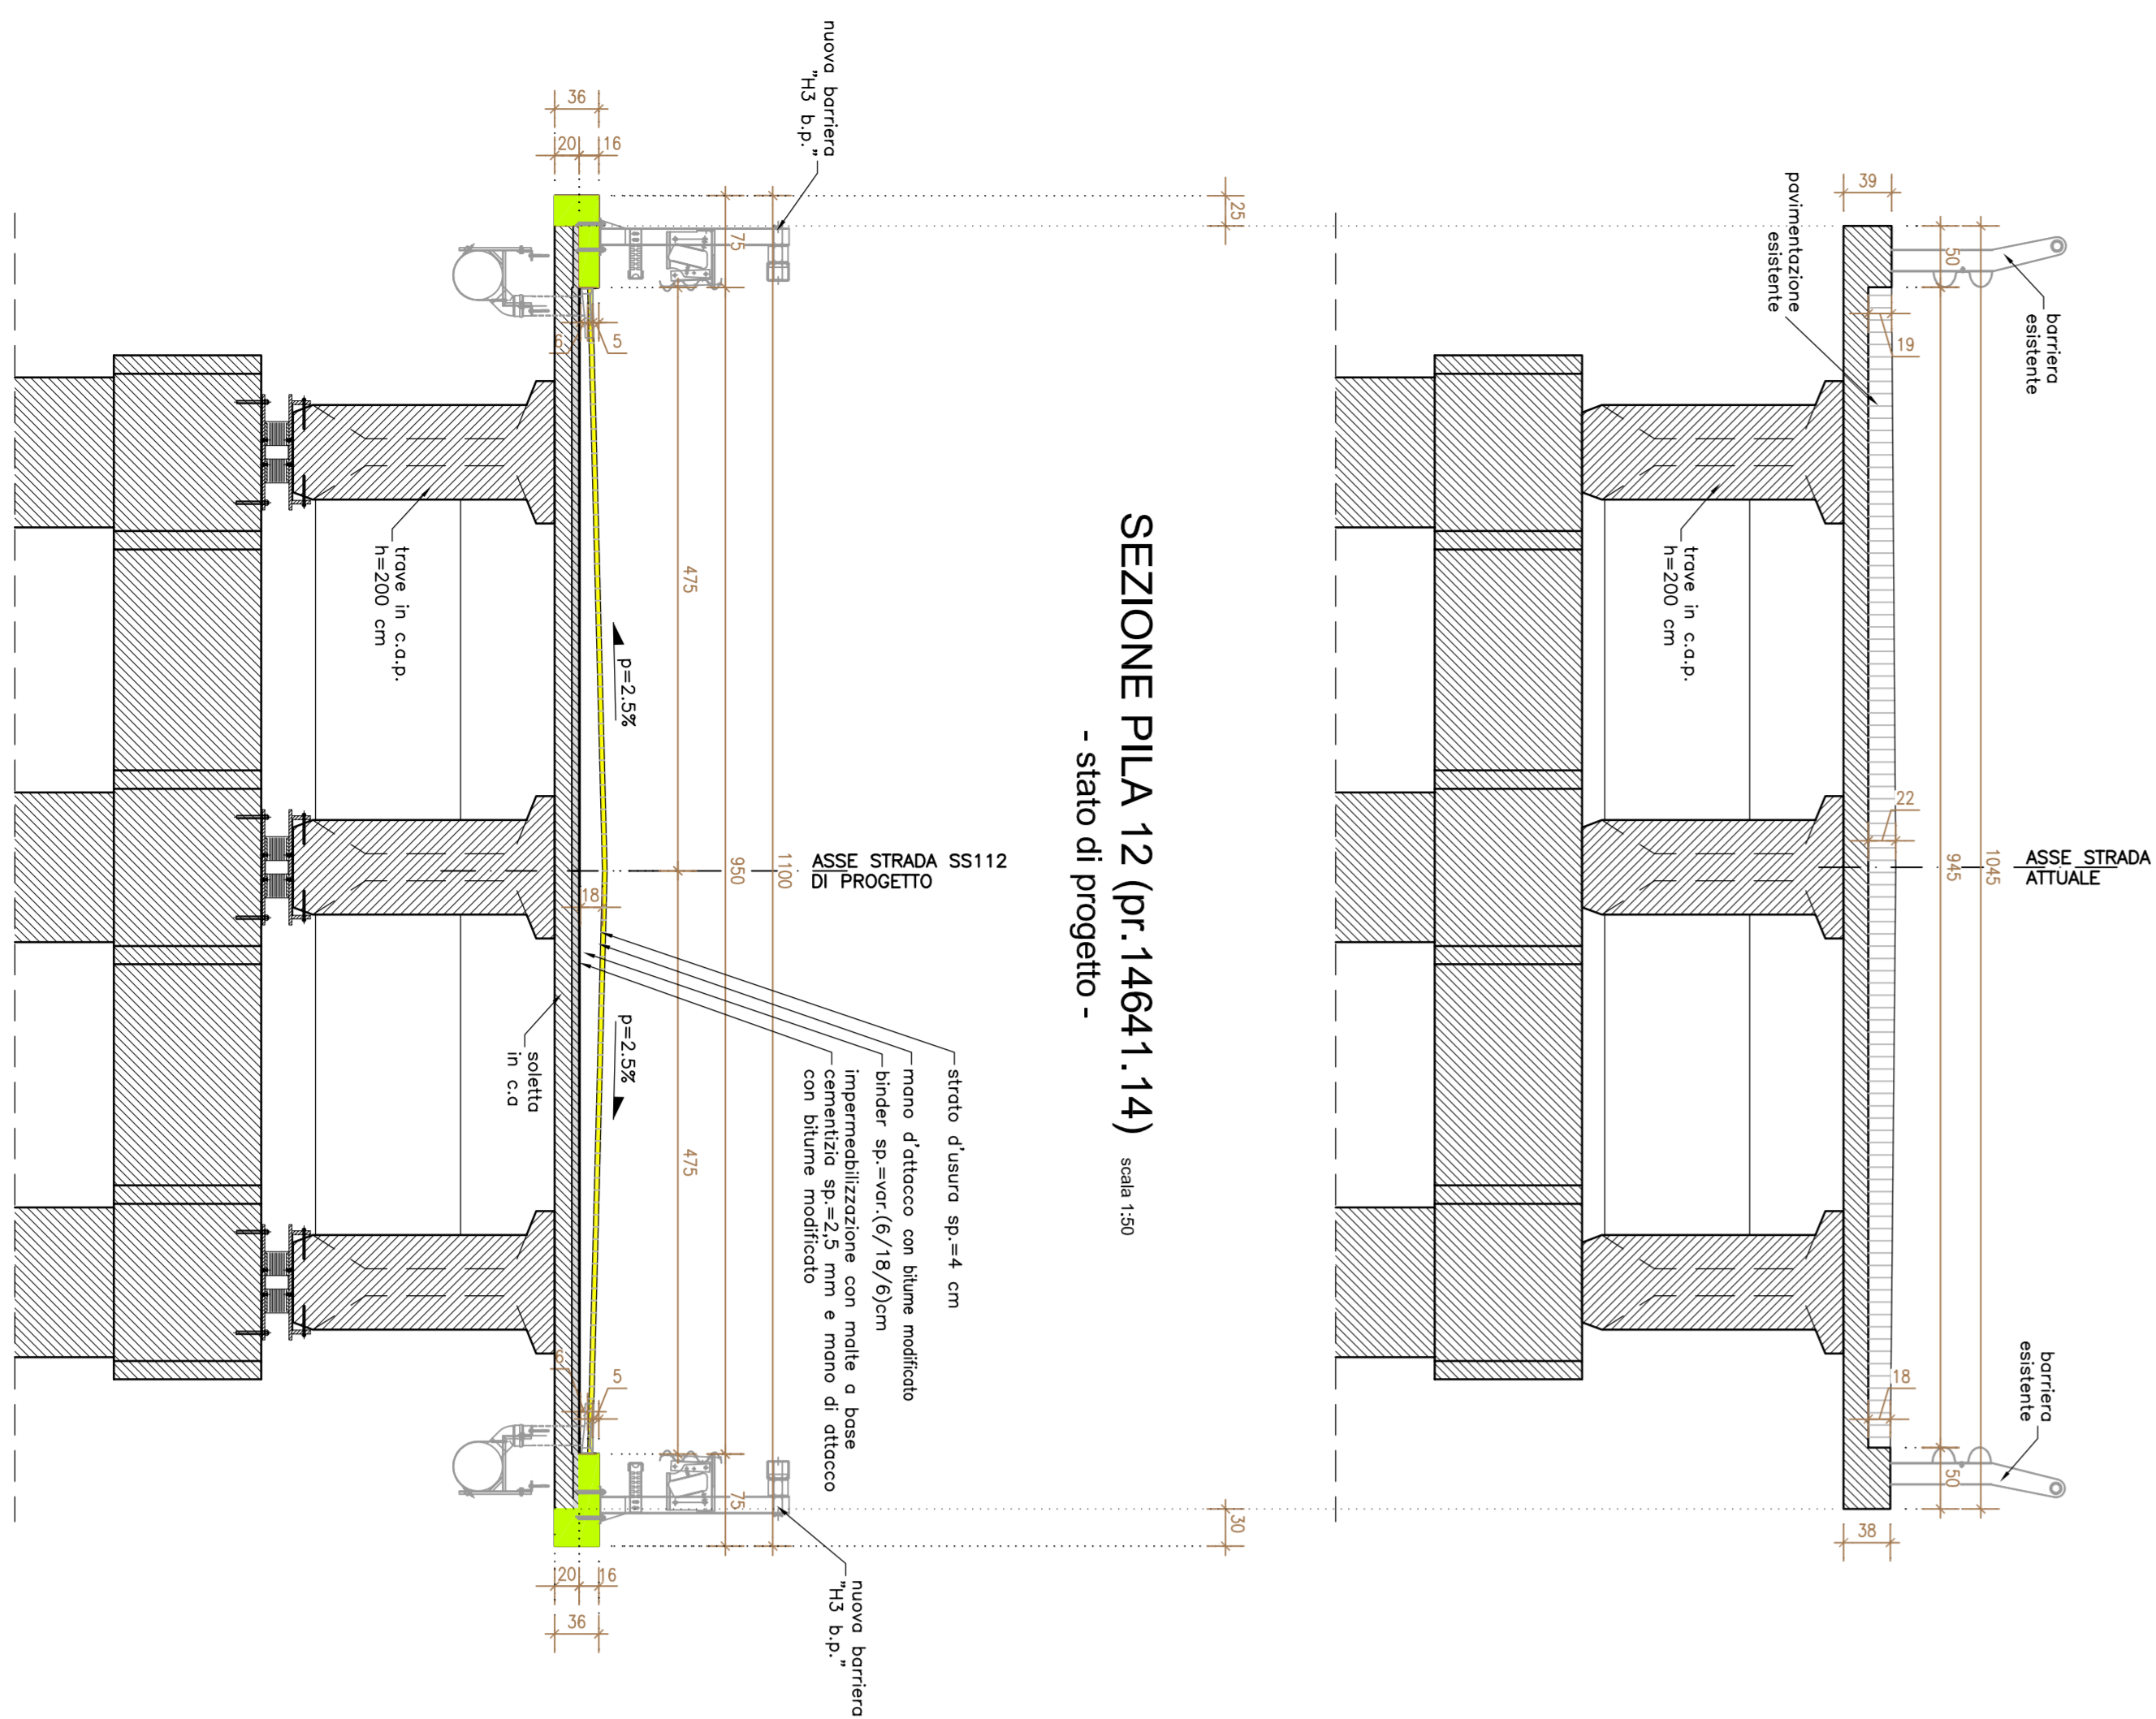 ASSE STRADA
ATTUALE
barriera
esistente
barriera
esistente
1045
50
945
50
39
38
19
22
18
pavimentazione
esistente
trave in c.a.p.
h=200 cm
25
30
SEZIONE PILA 12 (pr.14641.14) scala 1:50
- stato di progetto -
ASSE STRADA SS112
DI PROGETTO
nuova barriera
"H3 b.p."
nuova barriera
"H3 b.p."
1100
75
950
75
475
475
strato d'usura sp.=4 cm
mano d'attacco con bitume modificato
binder sp.=var.(6/18/6)cm
impermeabilizzazione con malte a base
cementizia sp.=2,5 mm e mano di attacco
con bitume modificato
p=2.5%
p=2.5%
36
20
16
6
5
18
6
5
20
16
36
soletta
in c.a
trave in c.a.p.
h=200 cm